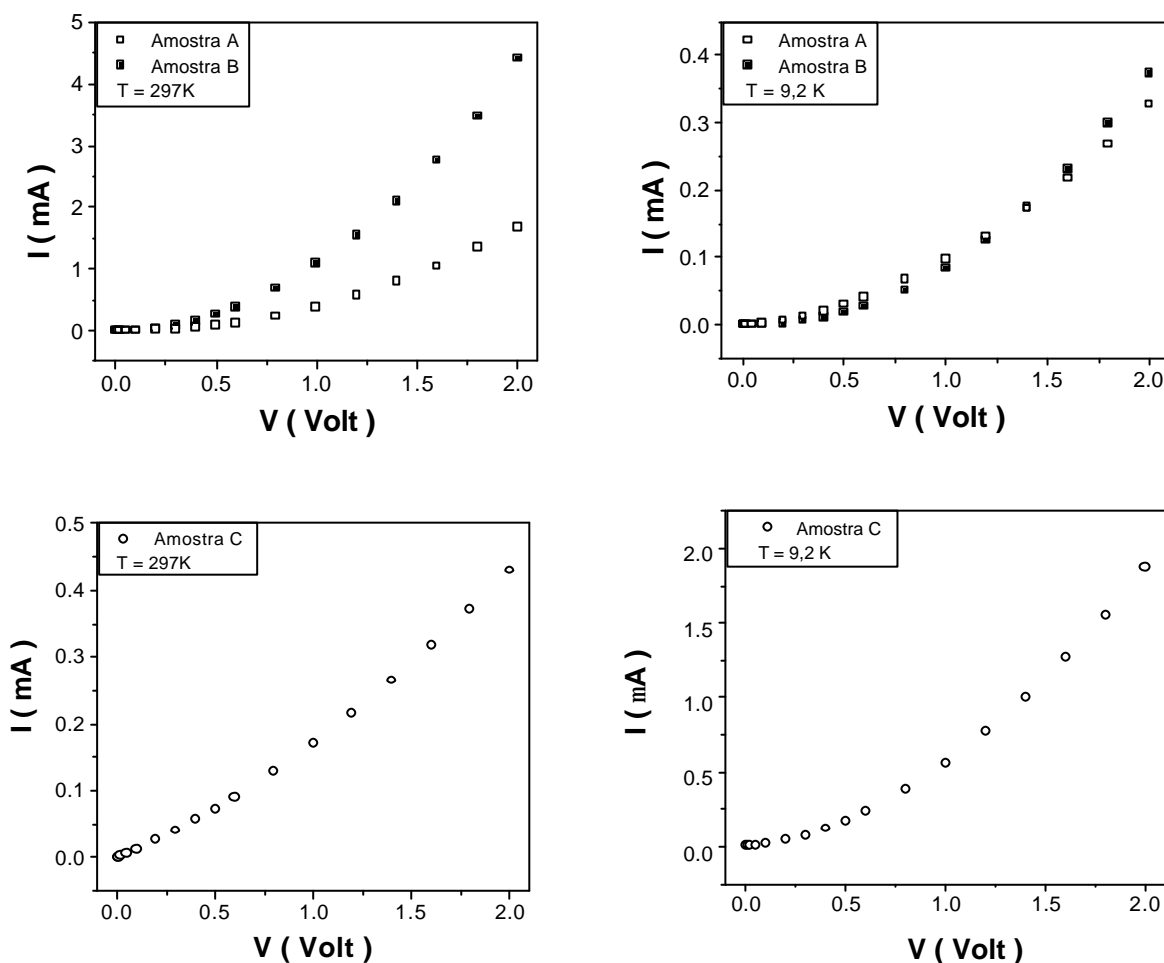 Amostra A
Amostra B
T = 297K
5
4
3
2
1
0
I ( mA )
0.0 0.5 1.0 1.5 2.0
V ( Volt )
Amostra A
Amostra B
T = 9,2 K
0.4
0.3
0.2
0.1
0.0
I ( mA )
0.0 0.5 1.0 1.5 2.0
V ( Volt )
Amostra C
T = 297K
0.5
0.4
0.3
0.2
0.1
0.0
I ( mA )
0.0 0.5 1.0 1.5 2.0
V ( Volt )
Amostra C
T = 9,2 K
2.0
1.5
1.0
0.5
0.0
I ( mA )
0.0 0.5 1.0 1.5 2.0
V ( Volt )